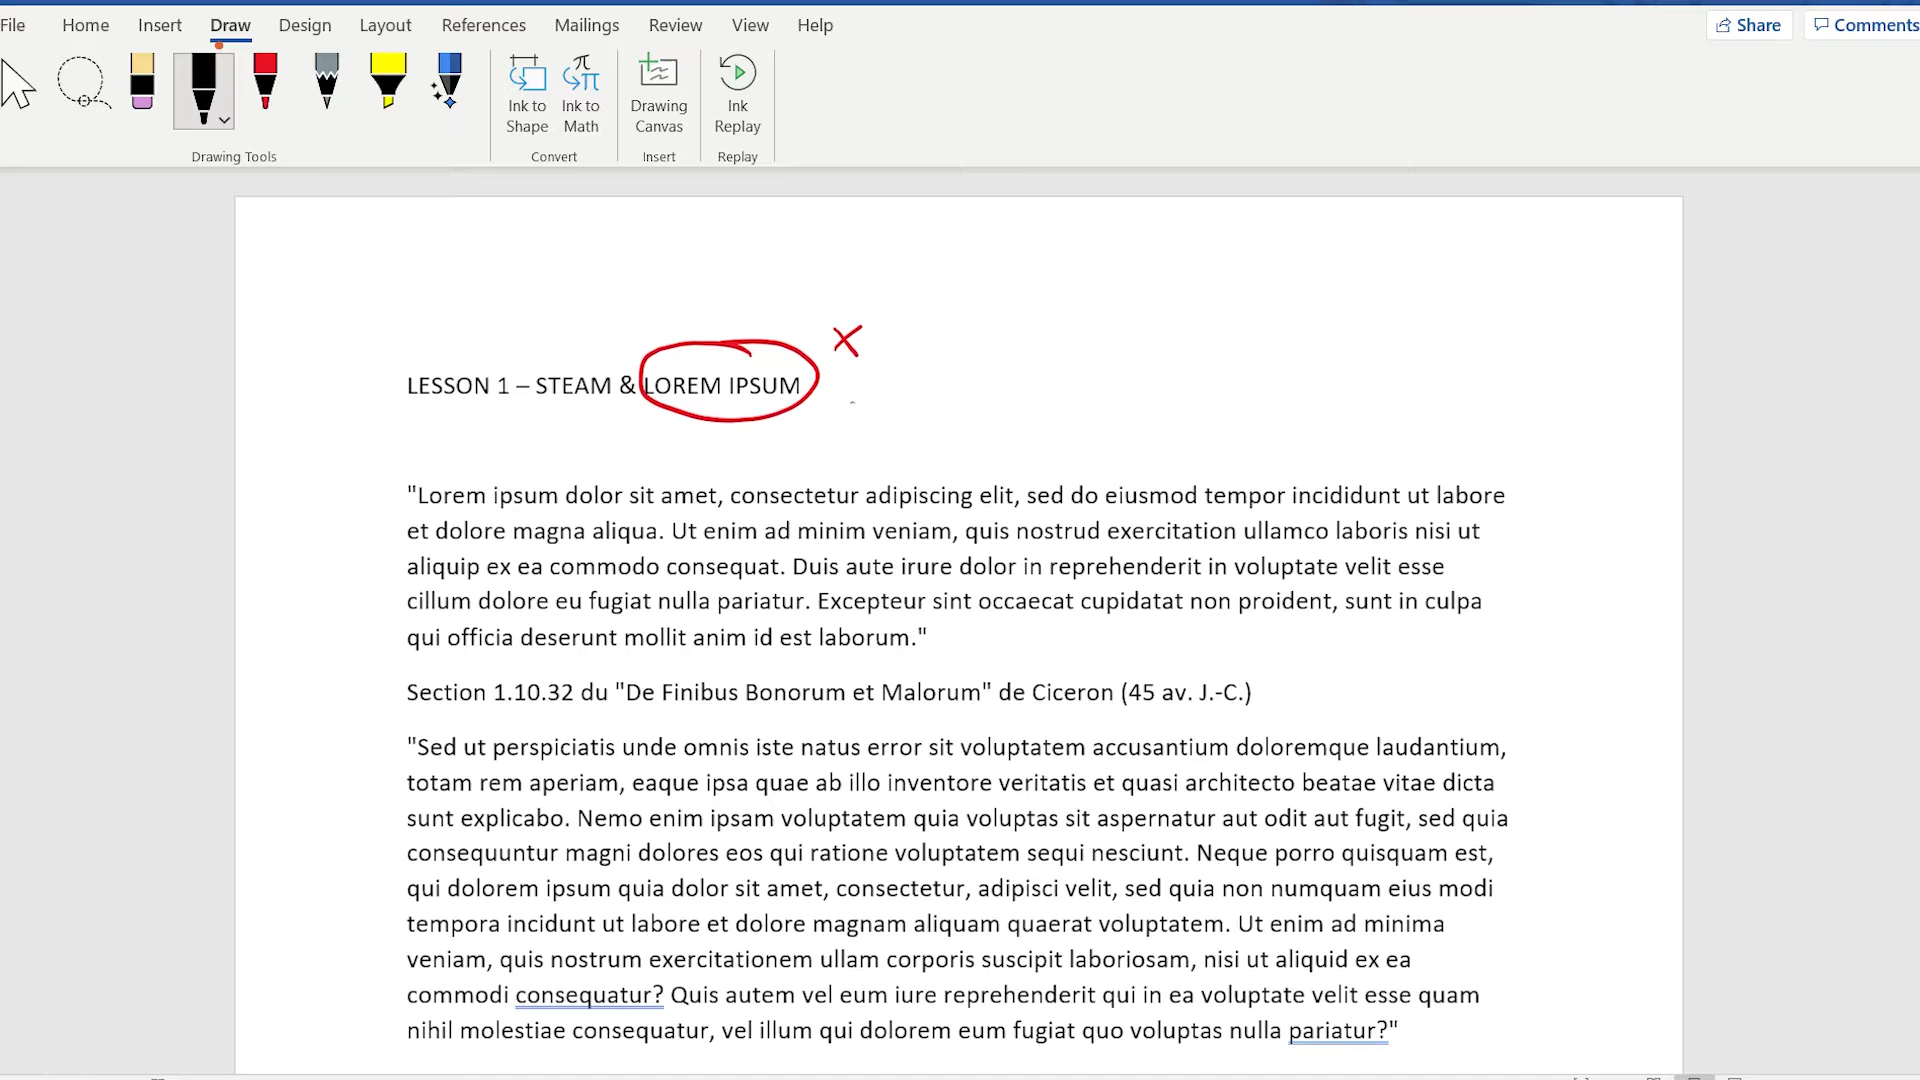 File Home Insert Draw Design Layout References Mailings Review View Help Share Comments
Ink to Shape
Ink to Math
Drawing Canvas
Ink Replay
Drawing Tools Convert Insert Replay
X
LESSON 1 – STEAM & LOREM IPSUM
"Lorem ipsum dolor sit amet, consectetur adipiscing elit, sed do eiusmod tempor incididunt ut labore
et dolore magna aliqua. Ut enim ad minim veniam, quis nostrud exercitation ullamco laboris nisi ut
aliquip ex ea commodo consequat. Duis aute irure dolor in reprehenderit in voluptate velit esse
cillum dolore eu fugiat nulla pariatur. Excepteur sint occaecat cupidatat non proident, sunt in culpa
qui officia deserunt mollit anim id est laborum."
Section 1.10.32 du "De Finibus Bonorum et Malorum" de Ciceron (45 av. J.-C.)
"Sed ut perspiciatis unde omnis iste natus error sit voluptatem accusantium doloremque laudantium,
totam rem aperiam, eaque ipsa quae ab illo inventore veritatis et quasi architecto beatae vitae dicta
sunt explicabo. Nemo enim ipsam voluptatem quia voluptas sit aspernatur aut odit aut fugit, sed quia
consequuntur magni dolores eos qui ratione voluptatem sequi nesciunt. Neque porro quisquam est,
qui dolorem ipsum quia dolor sit amet, consectetur, adipisci velit, sed quia non numquam eius modi
tempora incidunt ut labore et dolore magnam aliquam quaerat voluptatem. Ut enim ad minima
veniam, quis nostrum exercitationem ullam corporis suscipit laboriosam, nisi ut aliquid ex ea
commodi consequatur? Quis autem vel eum iure reprehenderit qui in ea voluptate velit esse quam
nihil molestiae consequatur, vel illum qui dolorem eum fugiat quo voluptas nulla pariatur?"